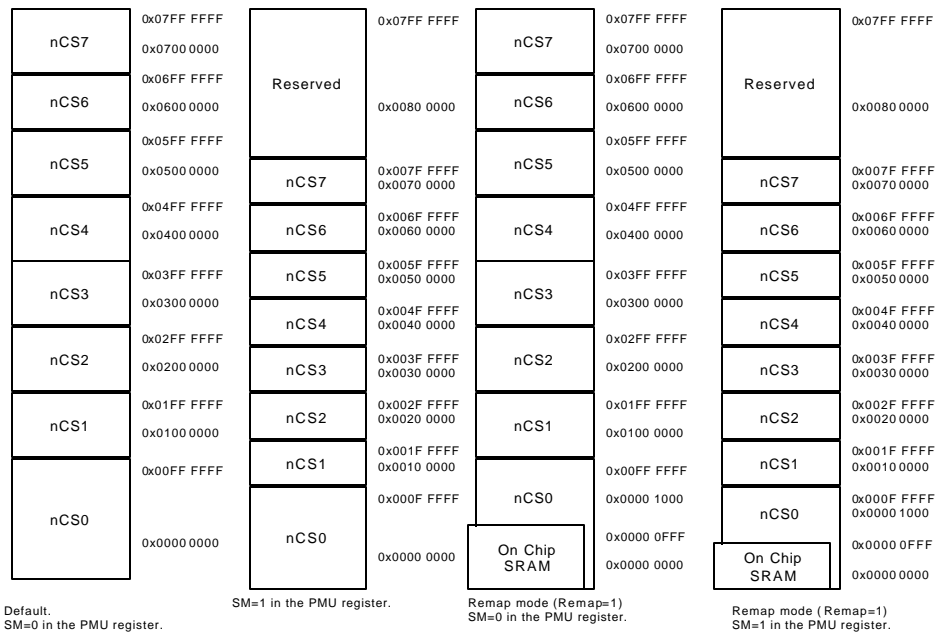 nCS7
0x07FF FFFF
0x0700 0000
nCS6
0x06FF FFFF
0x0600 0000
nCS5
0x05FF FFFF
0x0500 0000
nCS4
0x04FF FFFF
0x0400 0000
nCS3
0x03FF FFFF
0x0300 0000
nCS2
0x02FF FFFF
0x0200 0000
nCS1
0x01FF FFFF
0x0100 0000
nCS0
0x00FF FFFF
0x0000 0000
Default.
SM=0 in the PMU register.
Reserved
0x07FF FFFF
0x0080 0000
nCS7
0x007F FFFF
0x0070 0000
nCS6
0x006F FFFF
0x0060 0000
nCS5
0x005F FFFF
0x0050 0000
nCS4
0x004F FFFF
0x0040 0000
nCS3
0x003F FFFF
0x0030 0000
nCS2
0x002F FFFF
0x0020 0000
nCS1
0x001F FFFF
0x0010 0000
nCS0
0x000F FFFF
0x0000 0000
SM=1 in the PMU register.
nCS7
0x07FF FFFF
0x0700 0000
nCS6
0x06FF FFFF
0x0600 0000
nCS5
0x05FF FFFF
0x0500 0000
nCS4
0x04FF FFFF
0x0400 0000
nCS3
0x03FF FFFF
0x0300 0000
nCS2
0x02FF FFFF
0x0200 0000
nCS1
0x01FF FFFF
0x0100 0000
nCS0
0x00FF FFFF
0x0000 1000
On Chip
SRAM
0x0000 0FFF
0x0000 0000
Remap mode (Remap=1)
SM=0 in the PMU register.
Reserved
0x07FF FFFF
0x0080 0000
nCS7
0x007F FFFF
0x0070 0000
nCS6
0x006F FFFF
0x0060 0000
nCS5
0x005F FFFF
0x0050 0000
nCS4
0x004F FFFF
0x0040 0000
nCS3
0x003F FFFF
0x0030 0000
nCS2
0x002F FFFF
0x0020 0000
nCS1
0x001F FFFF
0x0010 0000
nCS0
0x000F FFFF
0x0000 1000
On Chip
SRAM
0x0000 0FFF
0x0000 0000
Remap mode ( Remap=1)
SM=1 in the PMU register.